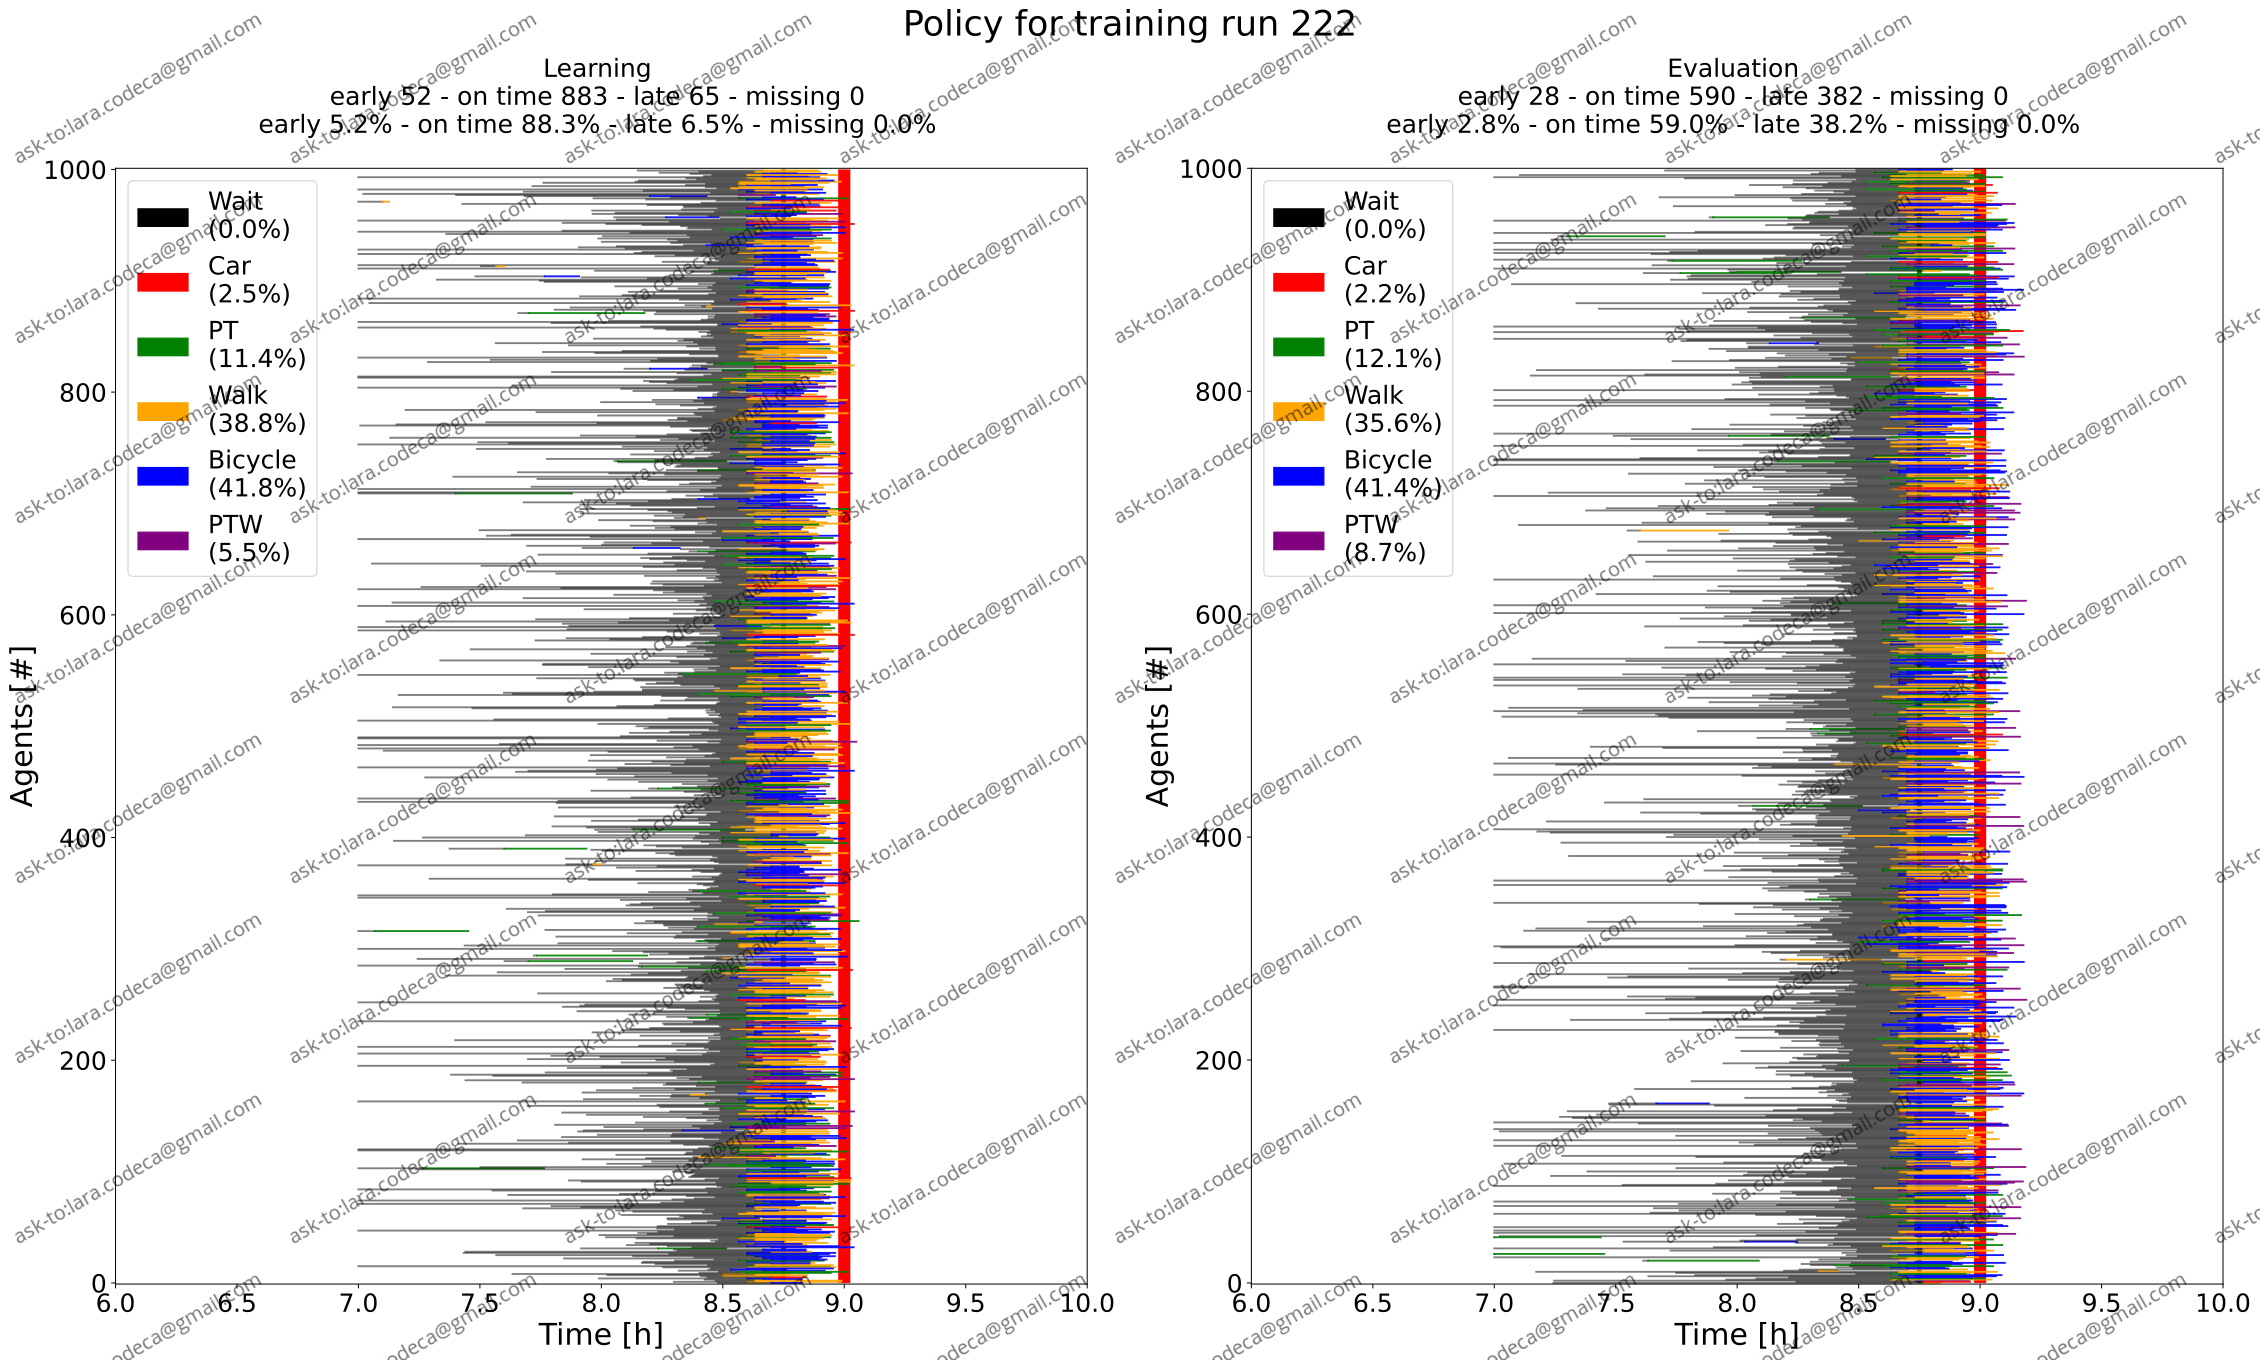 Policy for training run 222
Learning
early 52 - on time 883 - late 65 - missing 0
early 5.2% - on time 88.3% - late 6.5% - missing 0.0%
1000
800
600
400
200
0
Agents [#]
Wait
(0.0%)
Car
(2.5%)
PT
(11.4%)
Walk
(38.8%)
Bicycle
(41.8%)
PTW
(5.5%)
6.0 6.5 7.0 7.5 8.0 8.5 9.0 9.5 10.0
Time [h]
Evaluation
early 28 - on time 590 - late 382 - missing 0
early 2.8% - on time 59.0% - late 38.2% - missing 0.0%
1000
800
600
400
200
0
Agents [#]
Wait
(0.0%)
Car
(2.2%)
PT
(12.1%)
Walk
(35.6%)
Bicycle
(41.4%)
PTW
(8.7%)
6.0 6.5 7.0 7.5 8.0 8.5 9.0 9.5 10.0
Time [h]
ask-to:lara.codeca@gmail.com